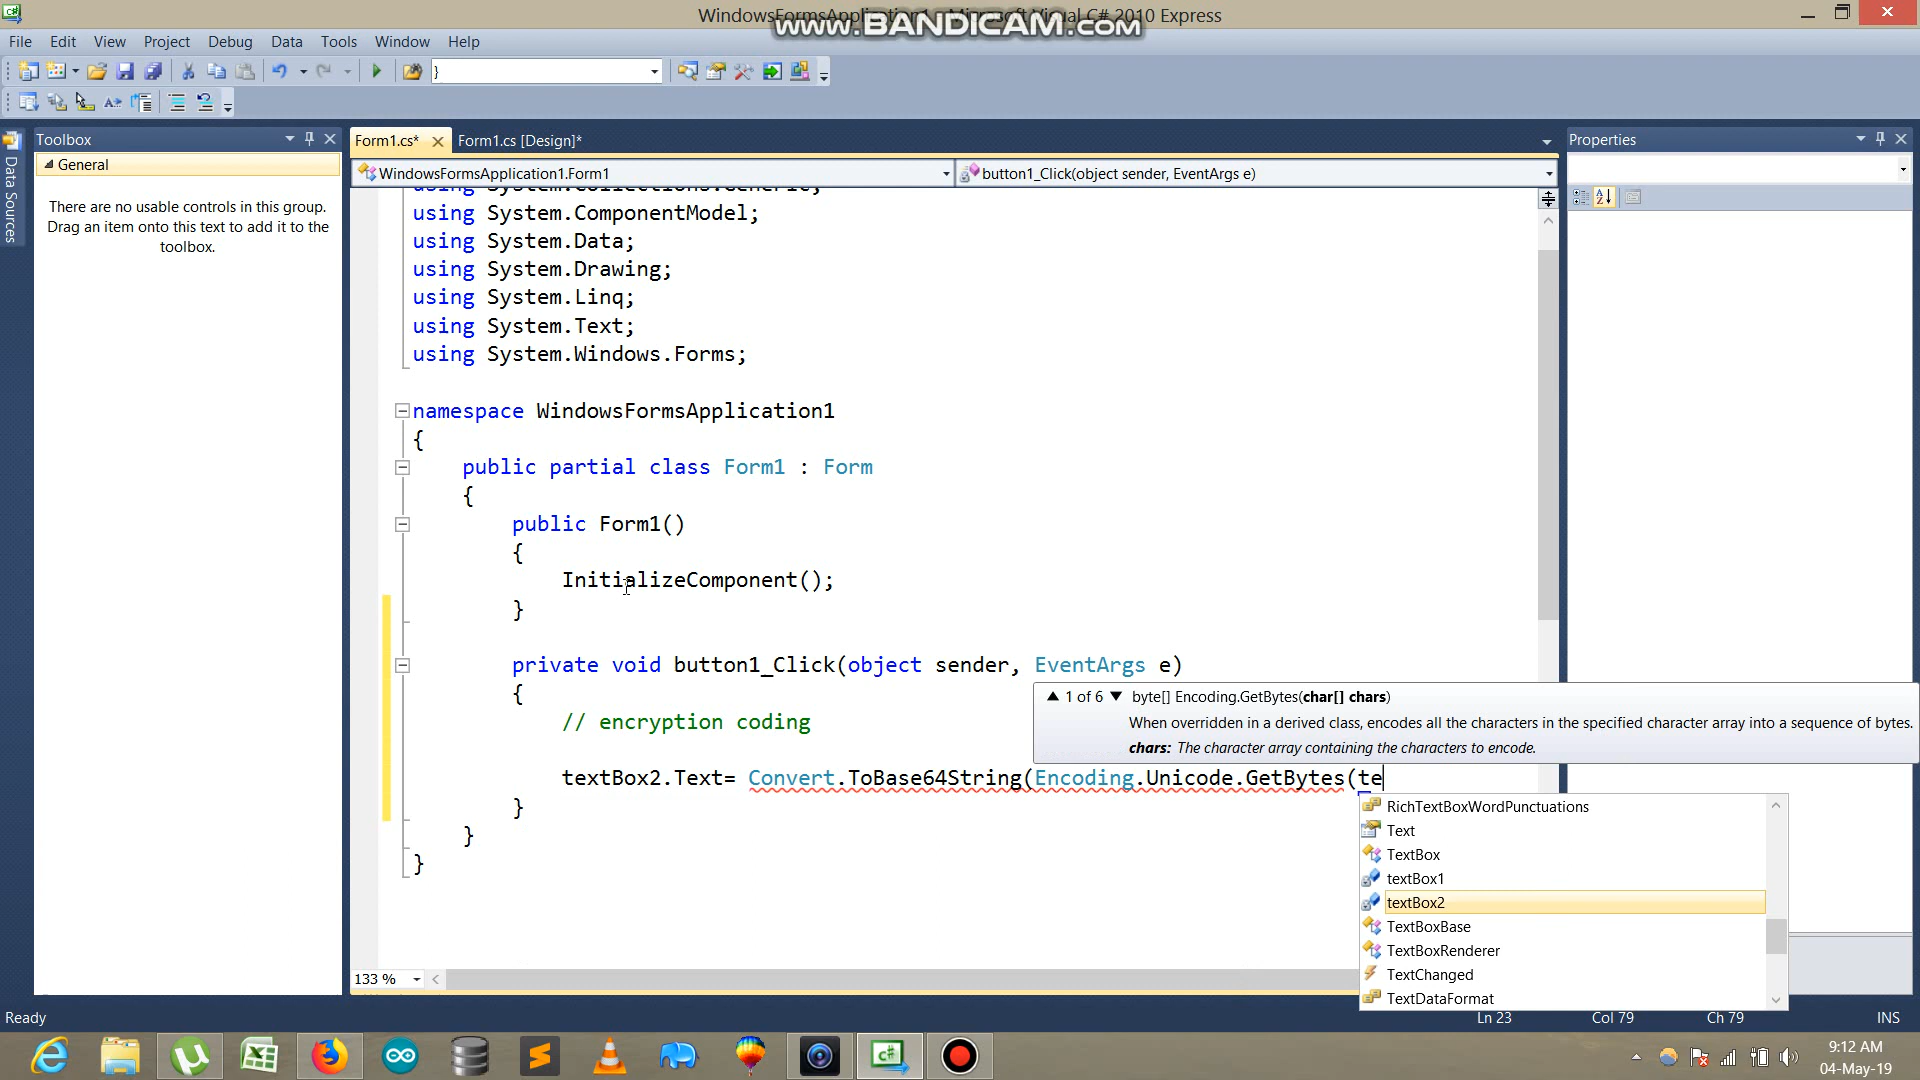 WindowsFormsApplication1 - Microsoft Visual C# 2010 Express
www.BANDICAM.com
File Edit View Project Debug Data Tools Window Help
}
Toolbox
Form1.cs* Form1.cs [Design]*
Properties
General
WindowsFormsApplication1.Form1
button1_Click(object sender, EventArgs e)
Data Sources
There are no usable controls in this group.
Drag an item onto this text to add it to the
toolbox.
using System.Collections.Generic;
using System.ComponentModel;
using System.Data;
using System.Drawing;
using System.Linq;
using System.Text;
using System.Windows.Forms;
namespace WindowsFormsApplication1
{
public partial class Form1 : Form
{
public Form1()
{
InitializeComponent();
}
private void button1_Click(object sender, EventArgs e)
{
1 of 6 byte[] Encoding.GetBytes(char[] chars)
When overridden in a derived class, encodes all the characters in the specified character array into a sequence of bytes.
chars: The character array containing the characters to encode.
// encryption coding
textBox2.Text= Convert.ToBase64String(Encoding.Unicode.GetBytes(te
}
}
}
RichTextBoxWordPunctuations
Text
TextBox
textBox1
textBox2
TextBoxBase
TextBoxRenderer
TextChanged
TextDataFormat
133 %
Ready
Ln 23 Col 79 Ch 79 INS
9:12 AM
04-May-19